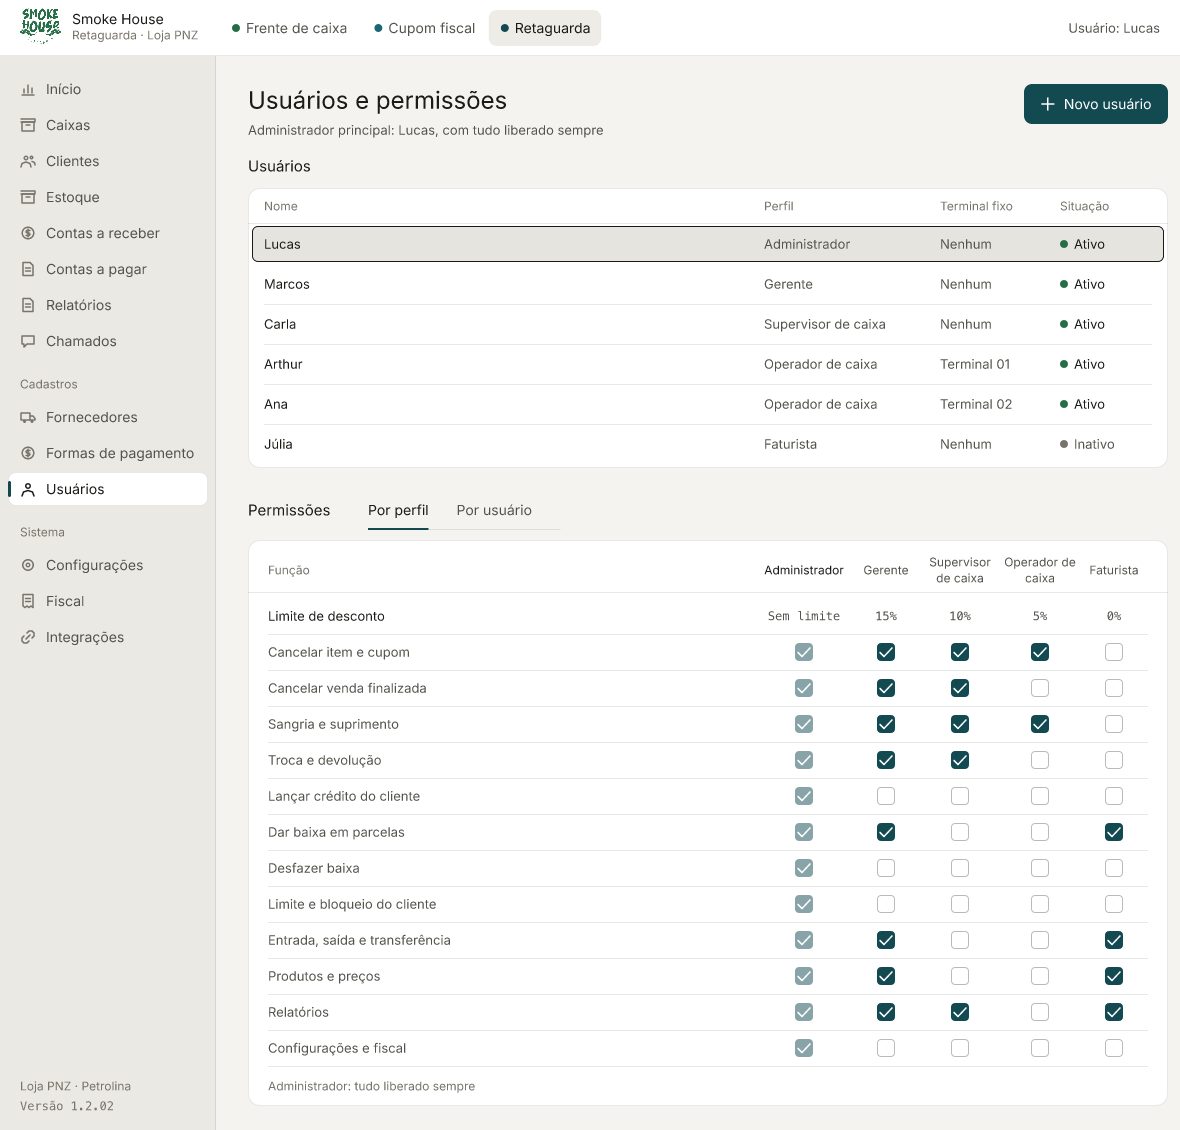 SMOKE
HOUSE
Smoke House
Retaguarda · Loja PNZ
Frente de caixa
Cupom fiscal
Retaguarda
Usuário: Lucas
Início
Caixas
Clientes
Estoque
Contas a receber
Contas a pagar
Relatórios
Chamados
Cadastros
Fornecedores
Formas de pagamento
Usuários
Sistema
Configurações
Fiscal
Integrações
Loja PNZ · Petrolina
Versão 1.2.02
Usuários e permissões
Administrador principal: Lucas, com tudo liberado sempre
Novo usuário
Usuários
Nome Perfil Terminal fixo Situação
Lucas Administrador Nenhum Ativo
Marcos Gerente Nenhum Ativo
Carla Supervisor de caixa Nenhum Ativo
Arthur Operador de caixa Terminal 01 Ativo
Ana Operador de caixa Terminal 02 Ativo
Júlia Faturista Nenhum Inativo
Permissões Por perfil Por usuário
Função Administrador Gerente Supervisor de caixa Operador de caixa Faturista
Limite de desconto Sem limite 15% 10% 5% 0%
Cancelar item e cupom
Cancelar venda finalizada
Sangria e suprimento
Troca e devolução
Lançar crédito do cliente
Dar baixa em parcelas
Desfazer baixa
Limite e bloqueio do cliente
Entrada, saída e transferência
Produtos e preços
Relatórios
Configurações e fiscal
Administrador: tudo liberado sempre